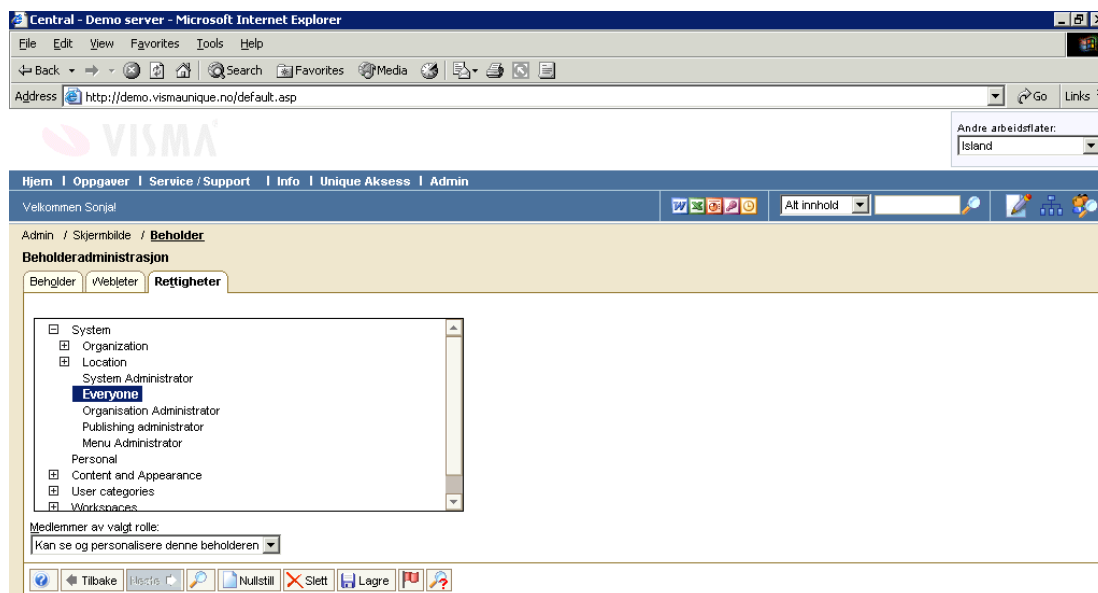 Central - Demo server - Microsoft Internet Explorer
File Edit View Favorites Tools Help
Back Search Favorites Media
Address http://demo.vismaunique.no/default.asp Go Links
VISMA
Andre arbeidsflater:
Island
Hjem | Oppgaver | Service / Support | Info | Unique Aksess | Admin
Velkommen Sonja! Alt innhold
Admin / Skjermbilde / Beholder
Beholderadministrasjon
Beholder Webleter Rettigheter
System
Organization
Location
System Administrator
Everyone
Organisation Administrator
Publishing administrator
Menu Administrator
Personal
Content and Appearance
User categories
Workspaces
Medlemmer av valgt rolle:
Kan se og personalisere denne beholderen
Tilbake Neste Nullstill Slett Lagre